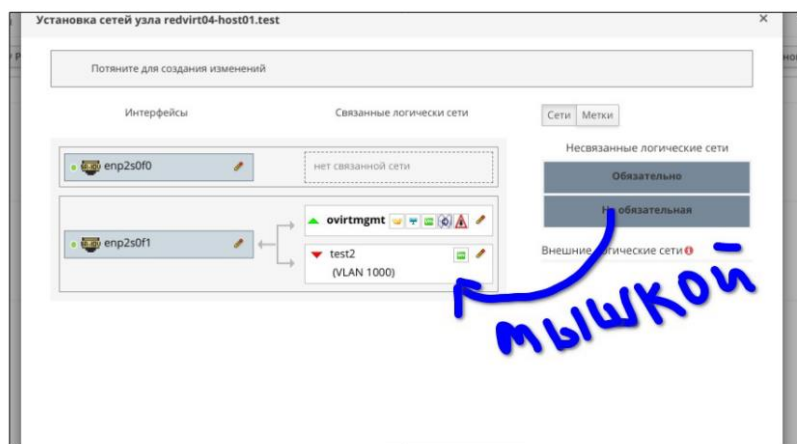 Установка сетей узла redvirt04-host01.test
×
Потяните для создания изменений
Интерфейсы
Связанные логически сети
Сети
Метки
Несвязанные логические сети
enp2s0f0
нет связанной сети
Обязательно
Не обязательная
ovirtmgmt
enp2s0f1
test2
(VLAN 1000)
Внешние логические сети
мышкой